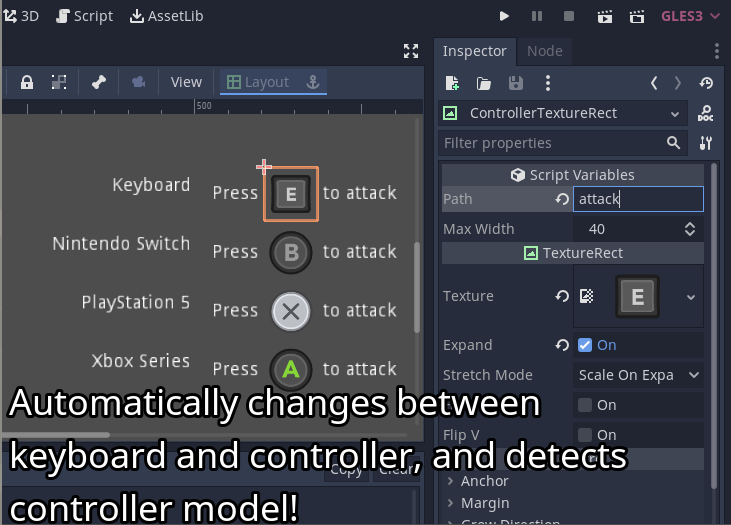 3D Script AssetLib GLES3
Inspector Node
View Layout
500
ControllerTextureRect DOC
Filter properties
Script Variables
Path attack
Max Width 40
TextureRect
Texture E
Expand On
Stretch Mode Scale On Expa
On
Flip V On
Anchor
Margin
Keyboard Press E to attack
Nintendo Switch Press B to attack
PlayStation 5 Press to attack
Xbox Series Press A to attack
Copy Clear
Automatically changes between
keyboard and controller, and detects
controller model!